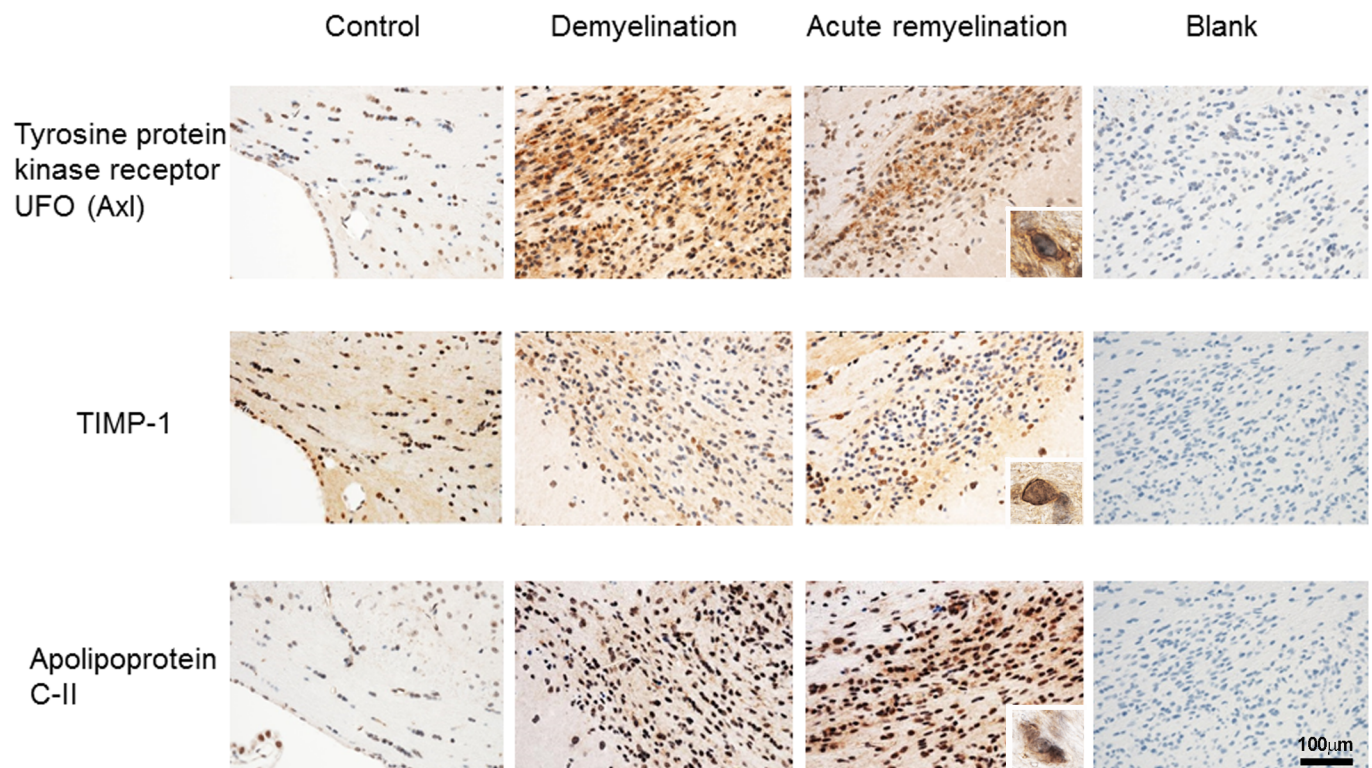 Control Demyelination Acute remyelination Blank
Tyrosine protein
kinase receptor
UFO (Axl)
TIMP-1
Apolipoprotein
C-II
100μm